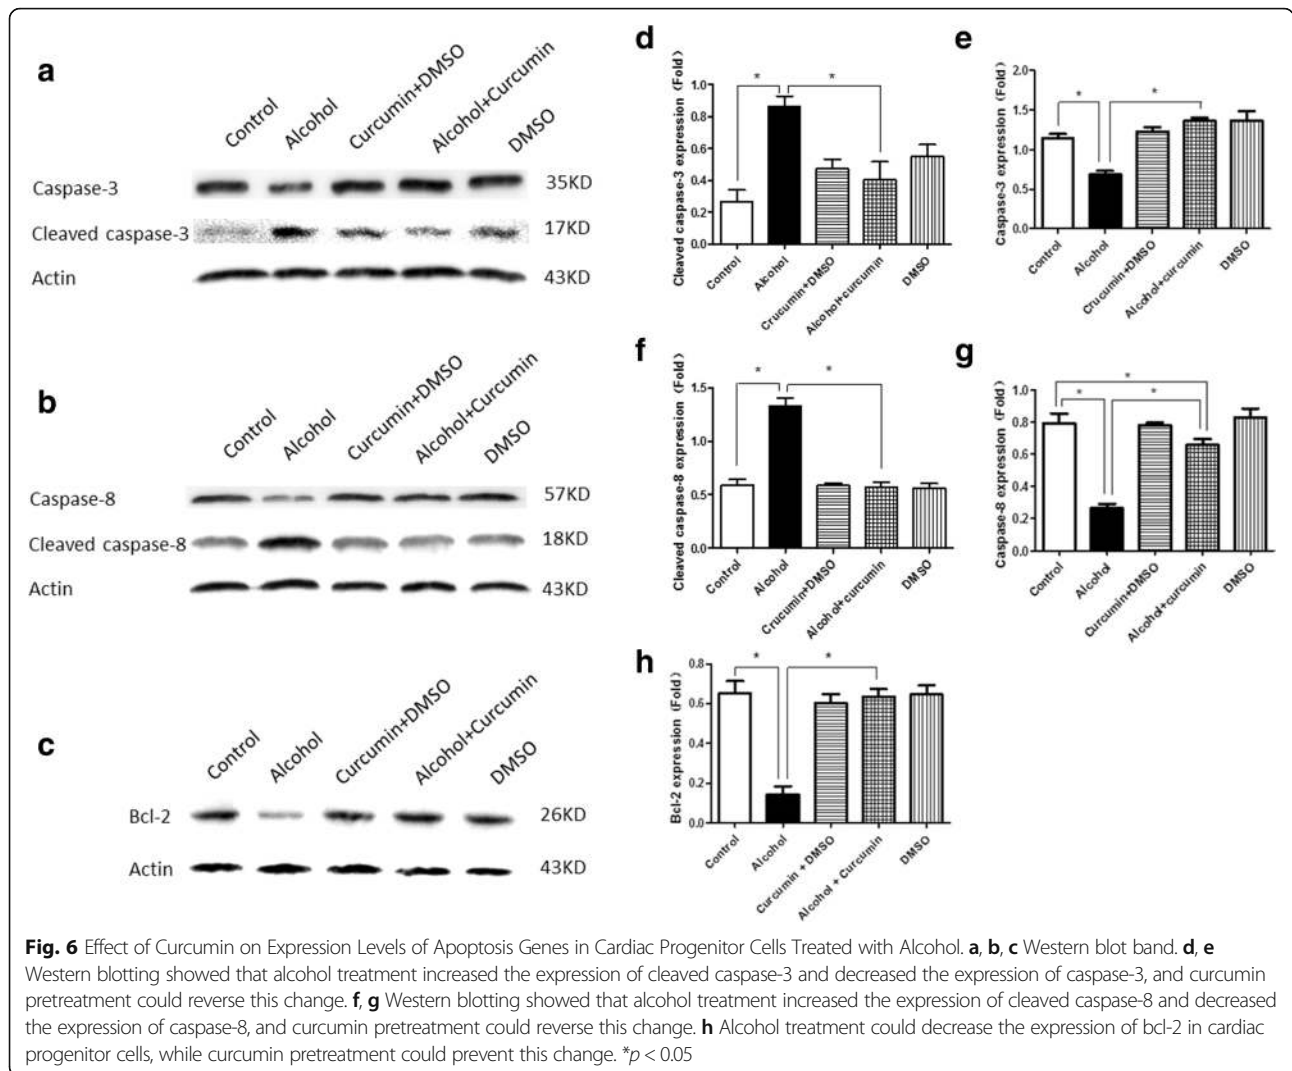 a
Control
Alcohol
Curcumin+DMSO
Alcohol+Curcumin
DMSO
Caspase-3
35KD
Cleaved caspase-3
17KD
Actin
43KD
d
Cleaved caspase-3 expression (Fold)
1.0
0.8
0.6
0.4
0.2
0.0
*
*
Control
Alcohol
Crucumin+DMSO
Alcohol+curcumin
DMSO
e
Caspase-3 expression (Fold)
2.0
1.5
1.0
0.5
0.0
*
*
Control
Alcohol
Crucumin+DMSO
Alcohol+curcumin
DMSO
b
Control
Alcohol
Curcumin+DMSO
Alcohol+Curcumin
DMSO
Caspase-8
57KD
Cleaved caspase-8
18KD
Actin
43KD
f
Cleaved caspase-8 expression (Fold)
1.5
1.0
0.5
0.0
*
*
Control
Alcohol
Crucumin+DMSO
Alcohol+curcumin
DMSO
g
Caspase-8 expression (Fold)
1.0
0.8
0.6
0.4
0.2
0.0
*
*
*
Control
Alcohol
Curcumin+DMSO
Alcohol+curcumin
DMSO
c
Control
Alcohol
Curcumin+DMSO
Alcohol+Curcumin
DMSO
Bcl-2
26KD
Actin
43KD
h
Bcl-2 expression (Fold)
0.8
0.6
0.4
0.2
0.0
*
*
Control
Alcohol
Curcumin + DMSO
Alcohol + Curcumin
DMSO
Fig. 6 Effect of Curcumin on Expression Levels of Apoptosis Genes in Cardiac Progenitor Cells Treated with Alcohol. a, b, c Western blot band. d, e
Western blotting showed that alcohol treatment increased the expression of cleaved caspase-3 and decreased the expression of caspase-3, and curcumin
pretreatment could reverse this change. f, g Western blotting showed that alcohol treatment increased the expression of cleaved caspase-8 and decreased
the expression of caspase-8, and curcumin pretreatment could reverse this change. h Alcohol treatment could decrease the expression of bcl-2 in cardiac
progenitor cells, while curcumin pretreatment could prevent this change. *p < 0.05